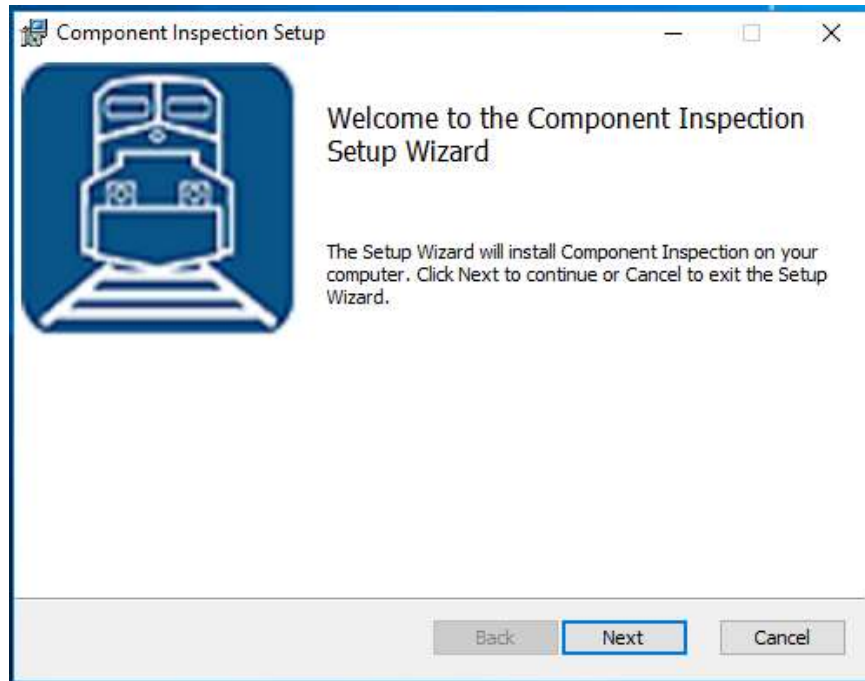 Component Inspection Setup
Welcome to the Component Inspection
Setup Wizard
The Setup Wizard will install Component Inspection on your
computer. Click Next to continue or Cancel to exit the Setup
Wizard.
Back
Next
Cancel